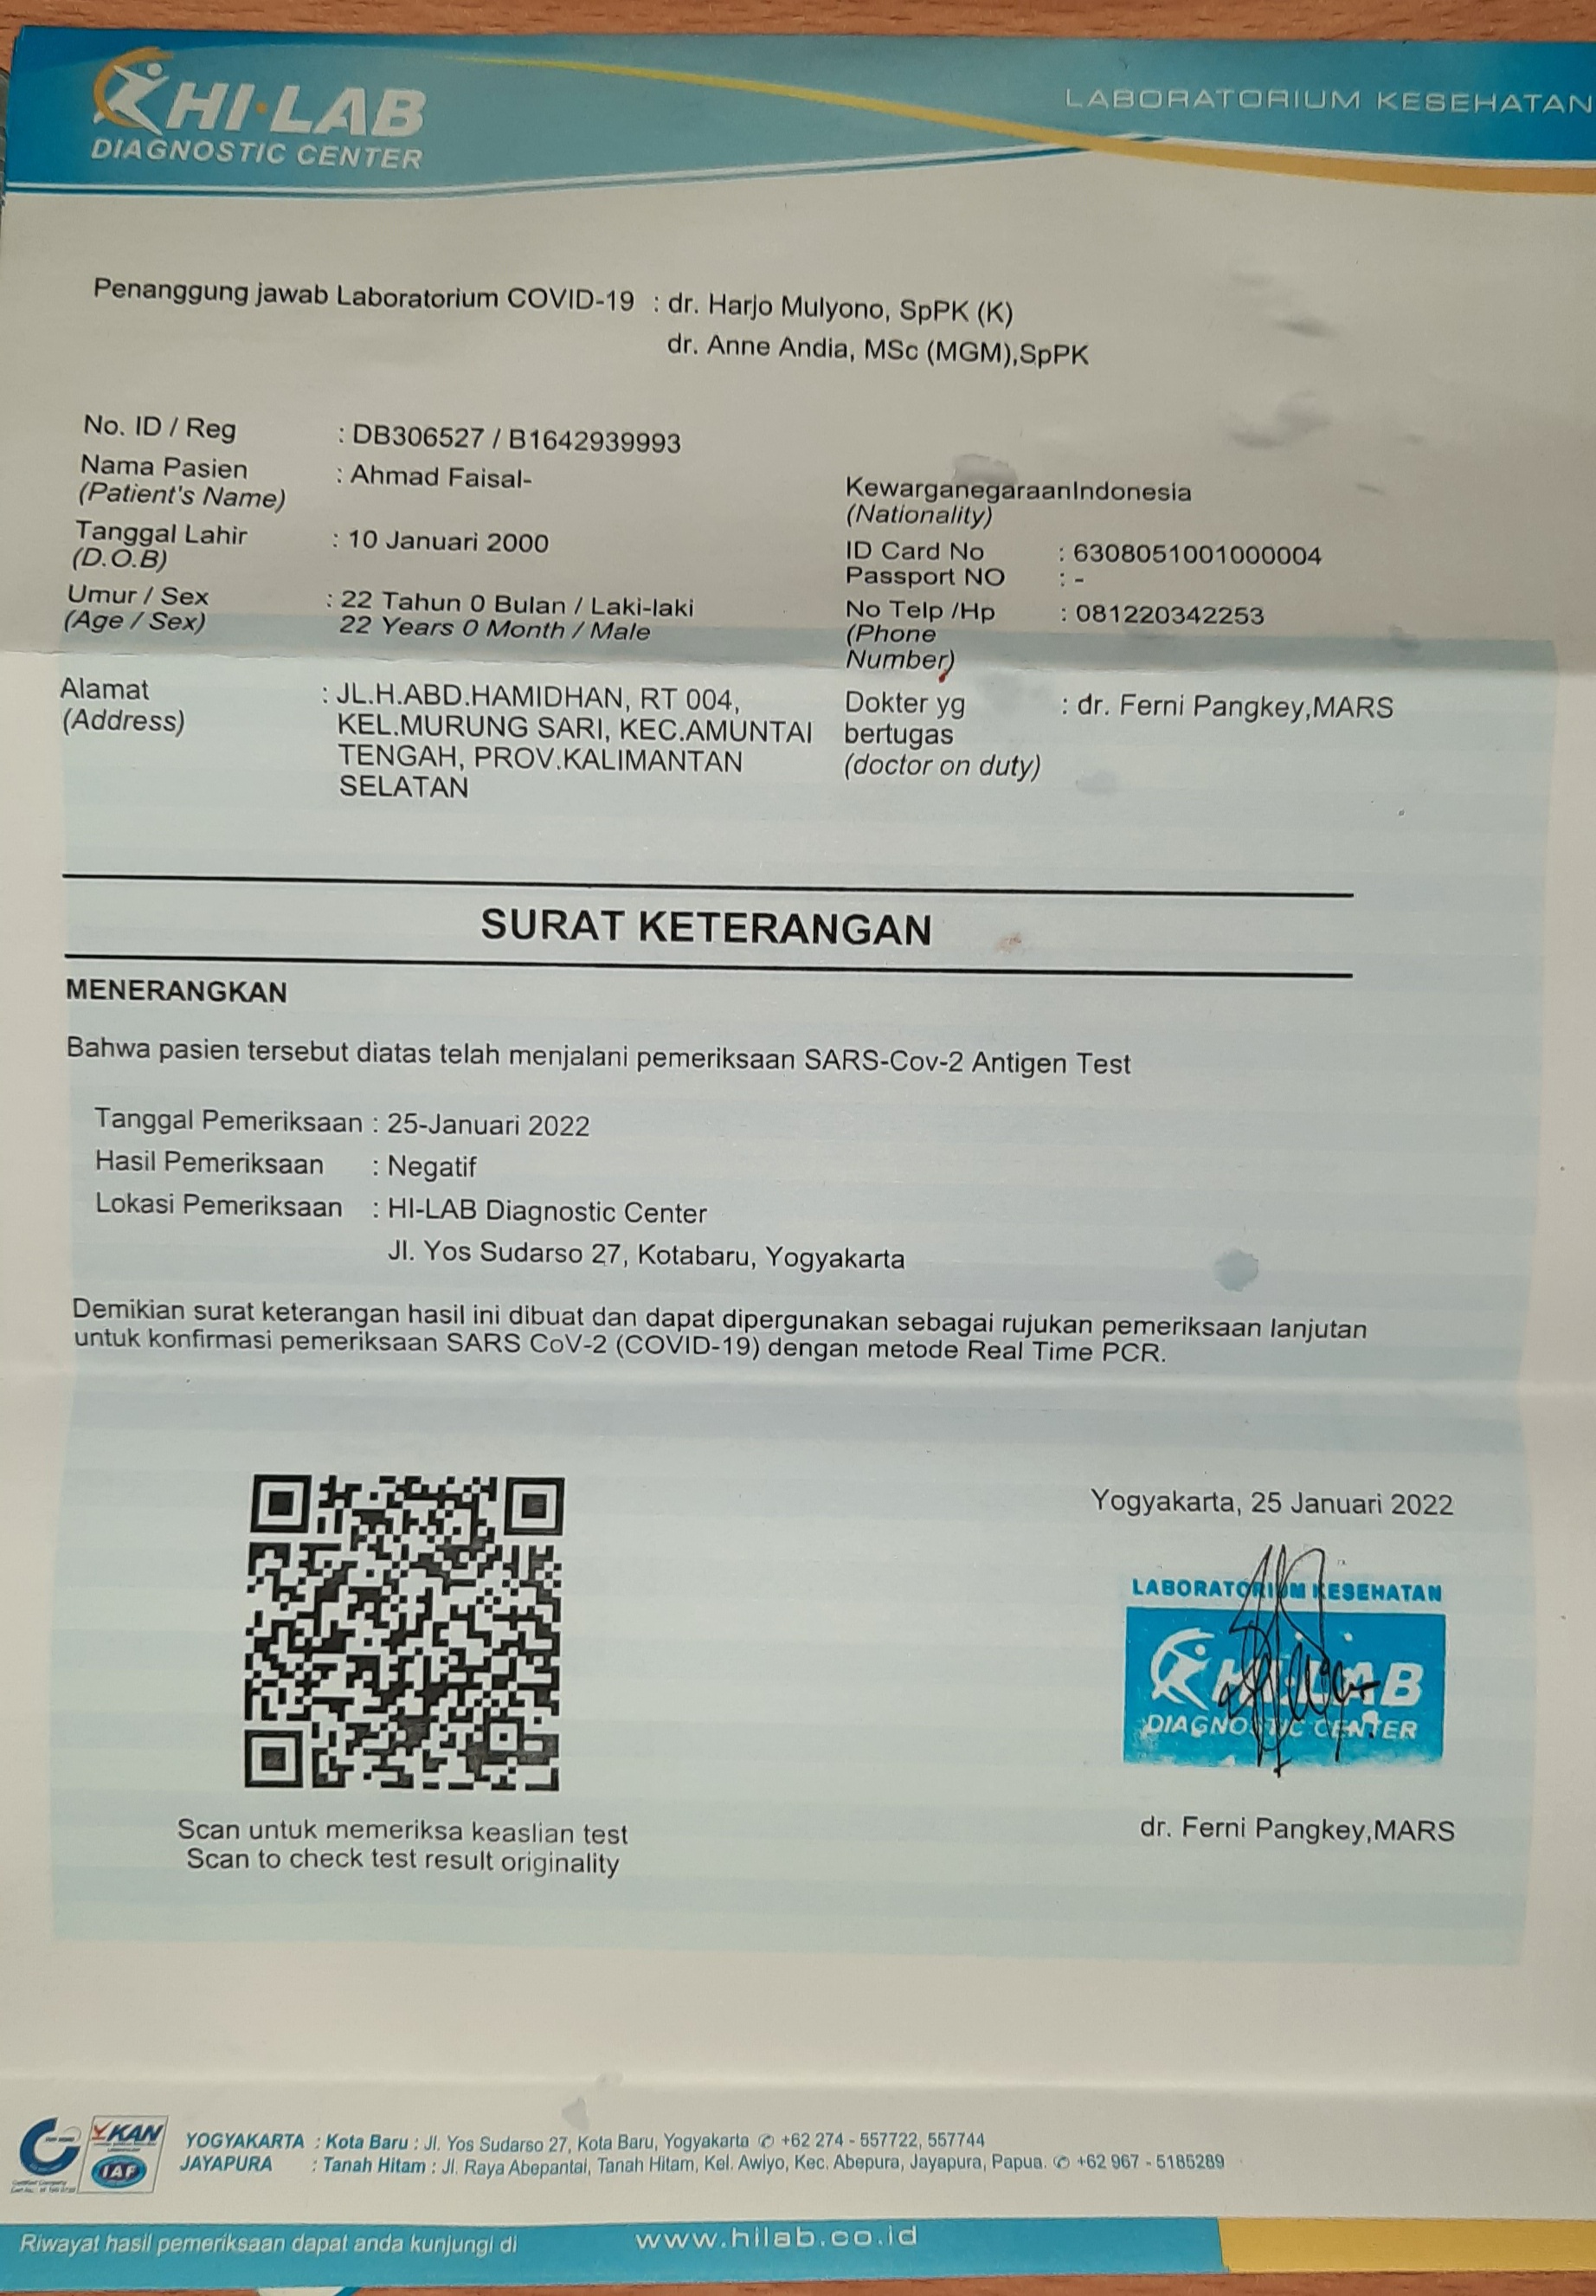 HI·LAB
DIAGNOSTIC CENTER
LABORATORIUM KESEHATAN
Penanggung jawab Laboratorium COVID-19 : dr. Harjo Mulyono, SpPK (K)
dr. Anne Andia, MSc (MGM),SpPK
No. ID / Reg : DB306527 / B1642939993
Nama Pasien : Ahmad Faisal-
(Patient's Name)
KewarganegaraanIndonesia
(Nationality)
Tanggal Lahir : 10 Januari 2000
(D.O.B)
ID Card No : 6308051001000004
Passport NO : -
Umur / Sex : 22 Tahun 0 Bulan / Laki-laki
(Age / Sex) 22 Years 0 Month / Male
No Telp /Hp : 081220342253
(Phone
Number)
Alamat : JL.H.ABD.HAMIDHAN, RT 004,
(Address) KEL.MURUNG SARI, KEC.AMUNTAI
TENGAH, PROV.KALIMANTAN
SELATAN
Dokter yg : dr. Ferni Pangkey,MARS
bertugas
(doctor on duty)
SURAT KETERANGAN
MENERANGKAN
Bahwa pasien tersebut diatas telah menjalani pemeriksaan SARS-Cov-2 Antigen Test
Tanggal Pemeriksaan : 25-Januari 2022
Hasil Pemeriksaan : Negatif
Lokasi Pemeriksaan : HI-LAB Diagnostic Center
Jl. Yos Sudarso 27, Kotabaru, Yogyakarta
Demikian surat keterangan hasil ini dibuat dan dapat dipergunakan sebagai rujukan pemeriksaan lanjutan
untuk konfirmasi pemeriksaan SARS CoV-2 (COVID-19) dengan metode Real Time PCR.
Yogyakarta, 25 Januari 2022
LABORATORIUM KESEHATAN
HI-LAB
DIAGNOSTIC CENTER
dr. Ferni Pangkey,MARS
Scan untuk memeriksa keaslian test
Scan to check test result originality
KAN
IAF
YOGYAKARTA : Kota Baru : Jl. Yos Sudarso 27, Kota Baru, Yogyakarta ✆ +62 274 - 557722, 557744
JAYAPURA : Tanah Hitam : Jl. Raya Abepantai, Tanah Hitam, Kel. Awiyo, Kec. Abepura, Jayapura, Papua. ✆ +62 967 - 5185289
Riwayat hasil pemeriksaan dapat anda kunjungi di www.hilab.co.id